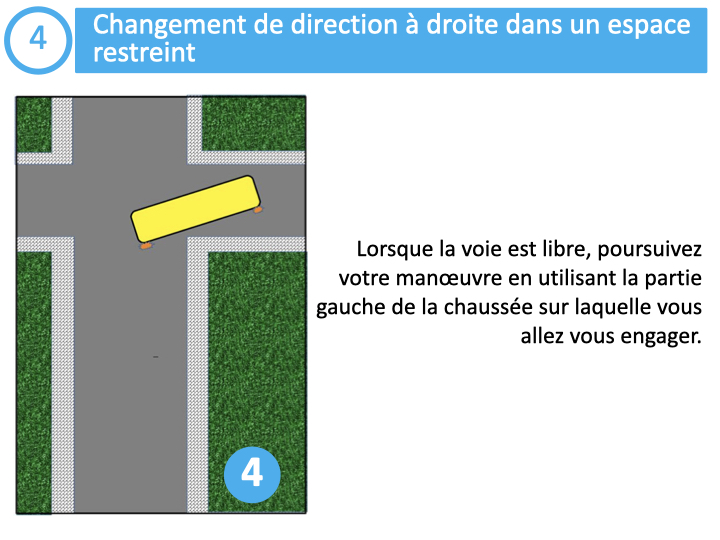 4
Changement de direction à droite dans un espace
restreint
Lorsque la voie est libre, poursuivez
votre manœuvre en utilisant la partie
gauche de la chaussée sur laquelle vous
allez vous engager.
4